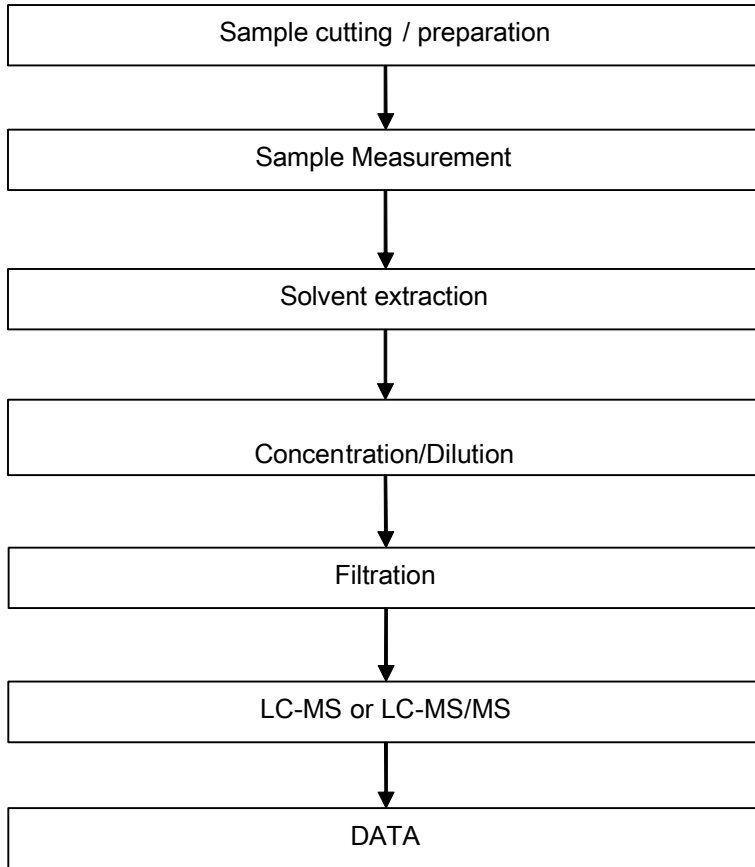 Sample cutting / preparation
Sample Measurement
Solvent extraction
Concentration/Dilution
Filtration
LC-MS or LC-MS/MS
DATA